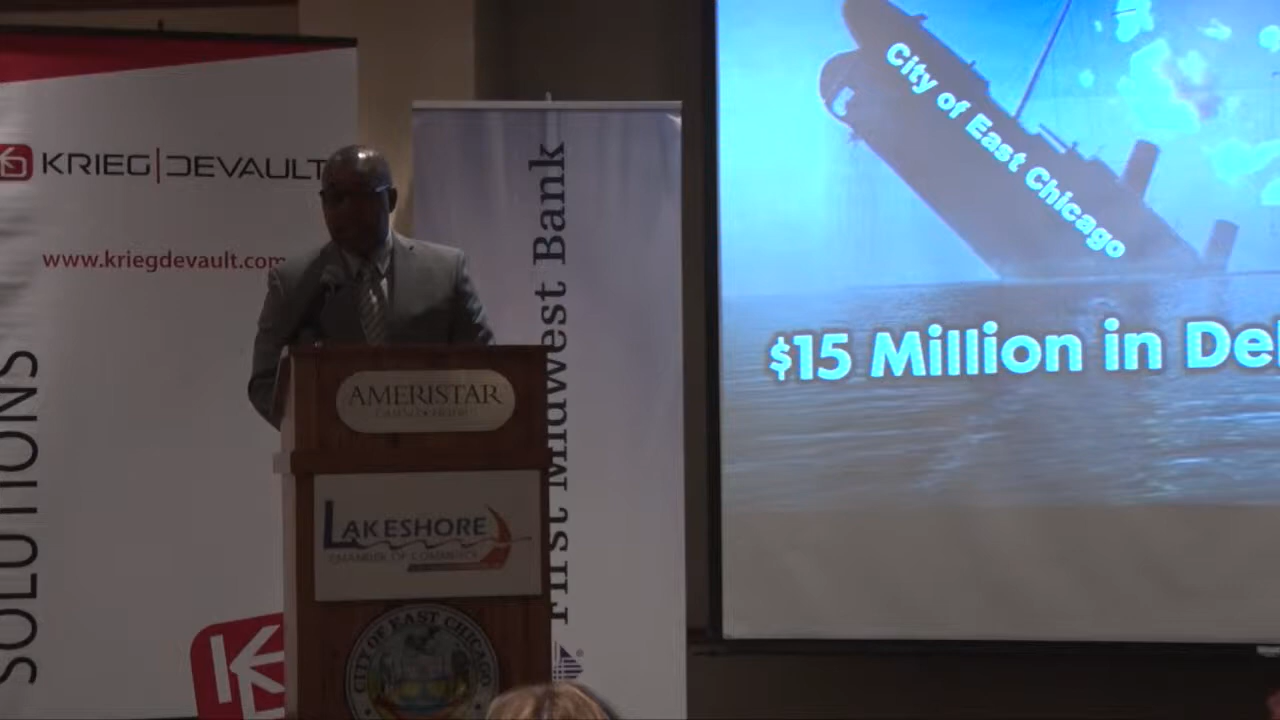 KRIEG|DEVAULT
www.kriegdevault.com
SOLUTIONS
First Midwest Bank
AMERISTAR
LAKESHORE
CHAMBER OF COMMERCE
CITY OF EAST CHICAGO
City of East Chicago
$15 Million in De